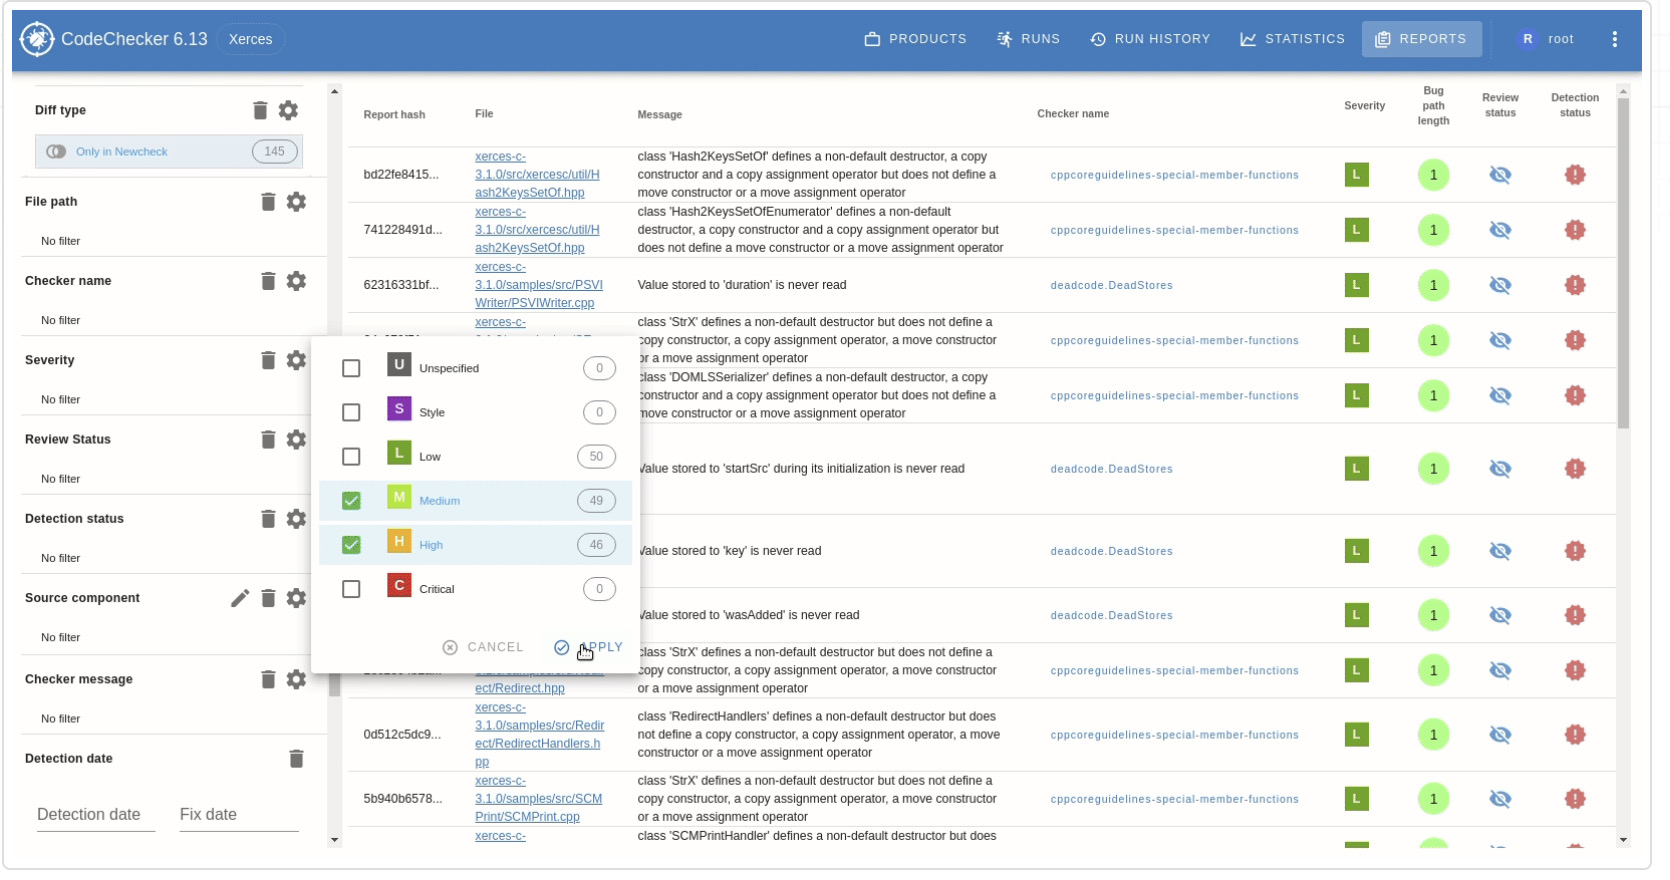 CodeChecker 6.13
Xerces
PRODUCTS
RUNS
RUN HISTORY
STATISTICS
REPORTS
R
root
Diff type
Only in Newcheck
145
File path
No filter
Checker name
No filter
Severity
No filter
Review Status
No filter
Detection status
No filter
Source component
No filter
Checker message
No filter
Detection date
Detection date
Fix date
U
Unspecified
0
S
Style
0
L
Low
50
M
Medium
49
H
High
46
C
Critical
0
CANCEL
APPLY
Report hash
File
Message
Checker name
Severity
Bug
path
length
Review
status
Detection
status
bd22fe8415...
xerces-c-
3.1.0/src/xercesc/util/H
ash2KeysSetOf.hpp
class 'Hash2KeysSetOf' defines a non-default destructor, a copy
constructor and a copy assignment operator but does not define a
move constructor or a move assignment operator
cppcoreguidelines-special-member-functions
L
1
741228491d...
xerces-c-
3.1.0/src/xercesc/util/H
ash2KeysSetOf.hpp
class 'Hash2KeysSetOfEnumerator' defines a non-default
destructor, a copy constructor and a copy assignment operator but
does not define a move constructor or a move assignment operator
cppcoreguidelines-special-member-functions
L
1
62316331bf...
xerces-c-
3.1.0/samples/src/PSVI
Writer/PSVIWriter.cpp
Value stored to 'duration' is never read
deadcode.DeadStores
L
1
xerces-c-
class 'StrX' defines a non-default destructor but does not define a
copy constructor, a copy assignment operator, a move constructor
or a move assignment operator
cppcoreguidelines-special-member-functions
L
1
class 'DOMLSSerializer' defines a non-default destructor, a copy
constructor and a copy assignment operator but does not define a
move constructor or a move assignment operator
cppcoreguidelines-special-member-functions
L
1
Value stored to 'startSrc' during its initialization is never read
deadcode.DeadStores
L
1
Value stored to 'key' is never read
deadcode.DeadStores
L
1
Value stored to 'wasAdded' is never read
deadcode.DeadStores
L
1
ect/Redirect.hpp
class 'StrX' defines a non-default destructor but does not define a
copy constructor, a copy assignment operator, a move constructor
or a move assignment operator
cppcoreguidelines-special-member-functions
L
1
0d512c5dc9...
xerces-c-
3.1.0/samples/src/Redir
ect/RedirectHandlers.h
pp
class 'RedirectHandlers' defines a non-default destructor but does
not define a copy constructor, a copy assignment operator, a move
constructor or a move assignment operator
cppcoreguidelines-special-member-functions
L
1
5b940b6578...
xerces-c-
3.1.0/samples/src/SCM
Print/SCMPrint.cpp
class 'StrX' defines a non-default destructor but does not define a
copy constructor, a copy assignment operator, a move constructor
or a move assignment operator
cppcoreguidelines-special-member-functions
L
1
xerces-c-
class 'SCMPrintHandler' defines a non-default destructor but does